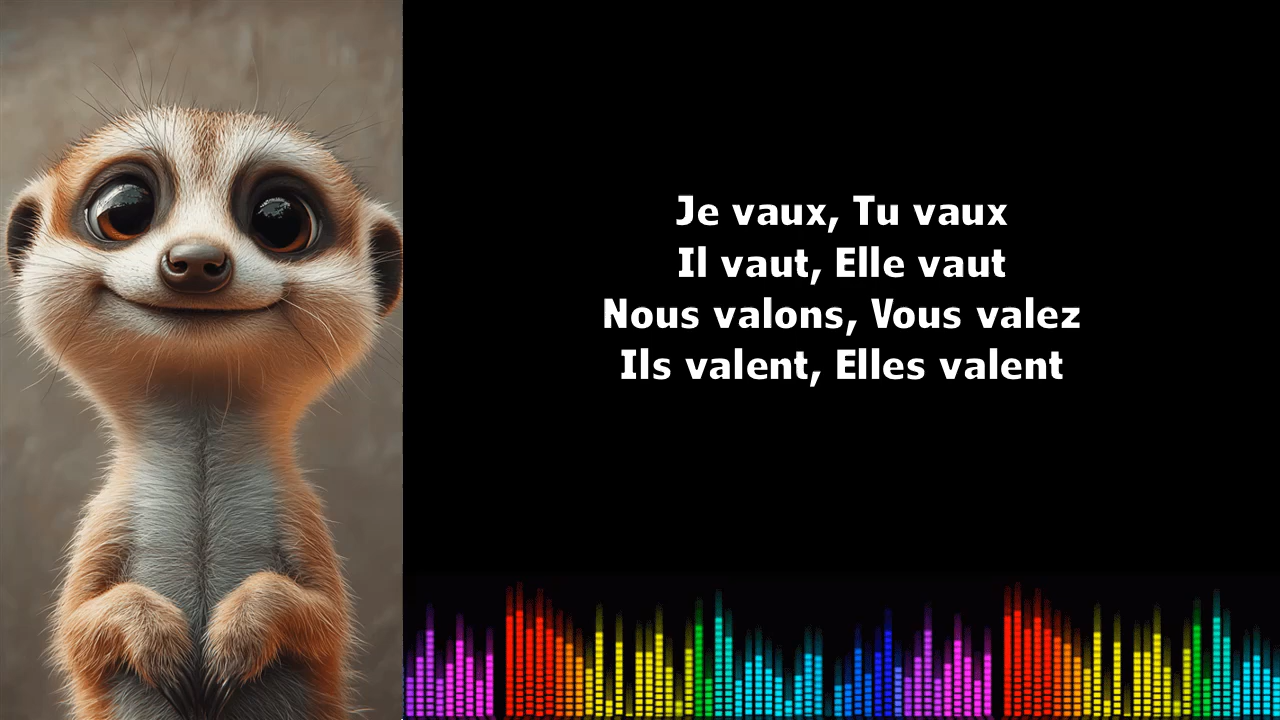 Je vaux, Tu vaux
Il vaut, Elle vaut
Nous valons, Vous valez
Ils valent, Elles valent